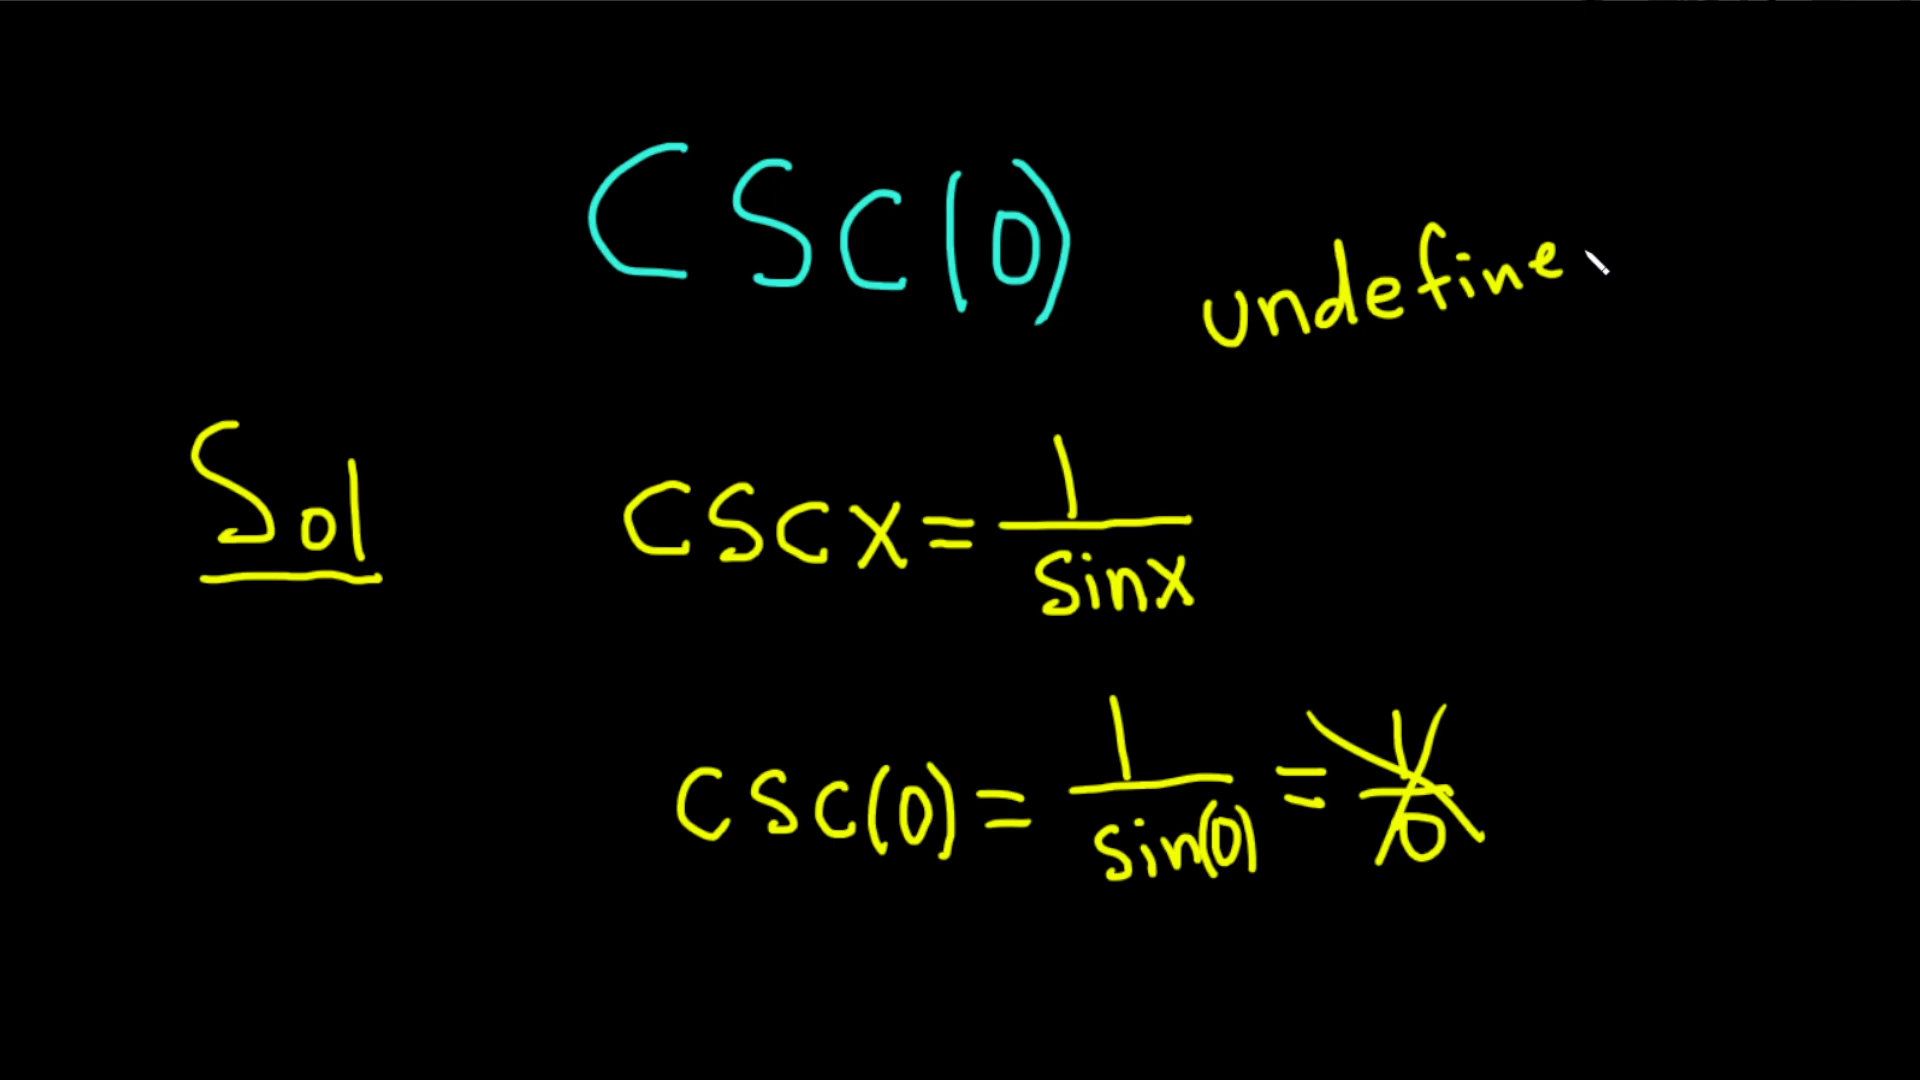 CSC(0)
undefine
Sol
CSCX = 1/sinx
CSC(0) = 1/sin(0) = 1/0